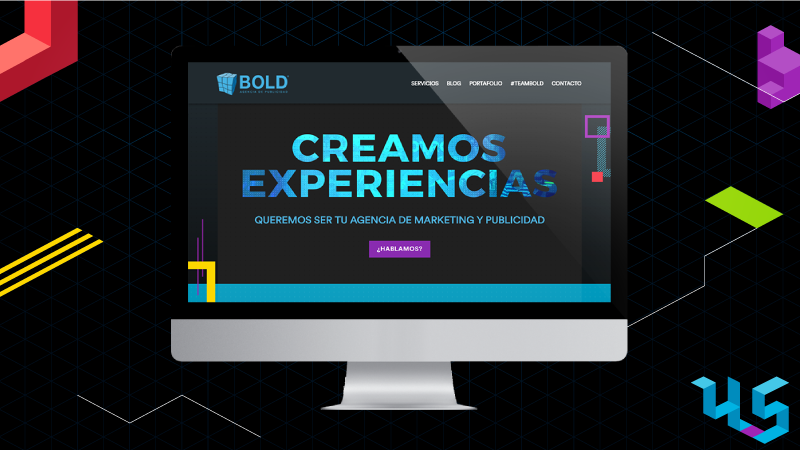 BOLD
AGENCIA DE PUBLICIDAD
SERVICIOS BLOG PORTAFOLIO #TEAMBOLD CONTACTO
CREAMOS
EXPERIENCIAS
QUEREMOS SER TU AGENCIA DE MARKETING Y PUBLICIDAD
¿HABLAMOS?